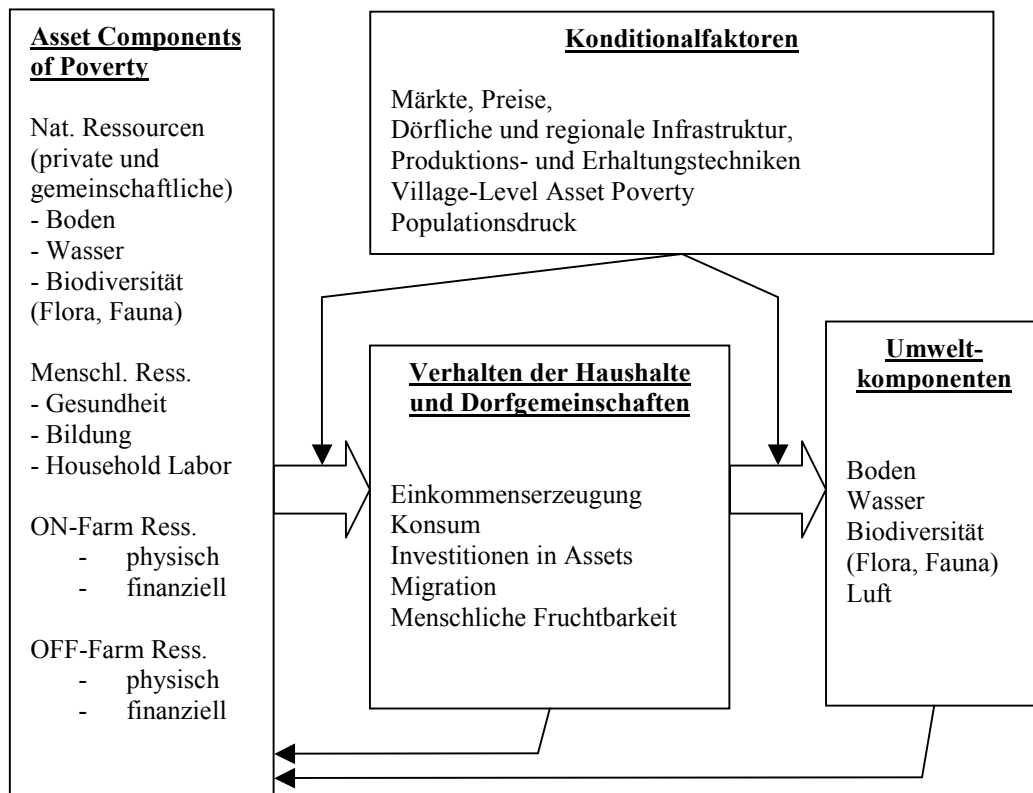 Asset Components
of Poverty
Nat. Ressourcen
(private und
gemeinschaftliche)
- Boden
- Wasser
- Biodiversität
(Flora, Fauna)
Menschl. Ress.
- Gesundheit
- Bildung
- Household Labor
ON-Farm Ress.
- physisch
- finanziell
OFF-Farm Ress.
- physisch
- finanziell
Konditionalfaktoren
Märkte, Preise,
Dörfliche und regionale Infrastruktur,
Produktions- und Erhaltungstechniken
Village-Level Asset Poverty
Populationsdruck
Verhalten der Haushalte
und Dorfgemeinschaften
Einkommenserzeugung
Konsum
Investitionen in Assets
Migration
Menschliche Fruchtbarkeit
Umwelt-
komponenten
Boden
Wasser
Biodiversität
(Flora, Fauna)
Luft